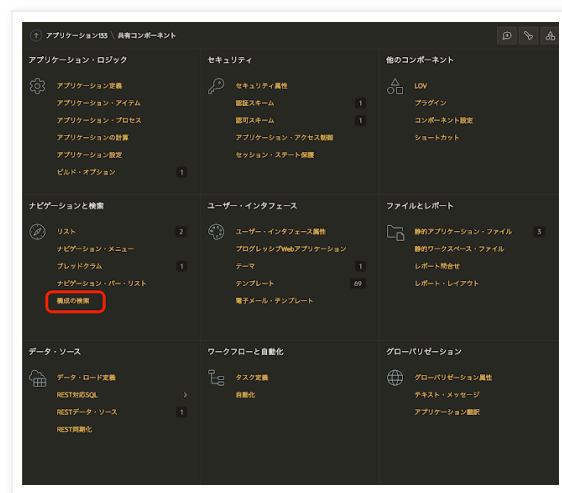 アプリケーション153 \ 共有コンポーネント
アプリケーション・ロジック
アプリケーション定義
アプリケーション・アイテム
アプリケーション・プロセス
アプリケーションの計算
アプリケーション設定
ビルド・オプション 1
セキュリティ
セキュリティ属性
認証スキーム 1
認可スキーム 1
アプリケーション・アクセス制御
セッション・ステート保護
他のコンポーネント
LOV
プラグイン
コンポーネント設定
ショートカット
ナビゲーションと検索
リスト 2
ナビゲーション・メニュー
ブレッドクラム 1
ナビゲーション・バー・リスト
構成の検索
ユーザー・インタフェース
ユーザー・インタフェース属性
プログレッシブWebアプリケーション
テーマ 1
テンプレート 69
電子メール・テンプレート
ファイルとレポート
静的アプリケーション・ファイル 3
静的ワークスペース・ファイル
レポート問合せ
レポート・レイアウト
データ・ソース
データ・ロード定義
REST対応SQL
RESTデータ・ソース 1
REST同期化
ワークフローと自動化
タスク定義
自動化
グローバリゼーション
グローバリゼーション属性
テキスト・メッセージ
アプリケーション翻訳